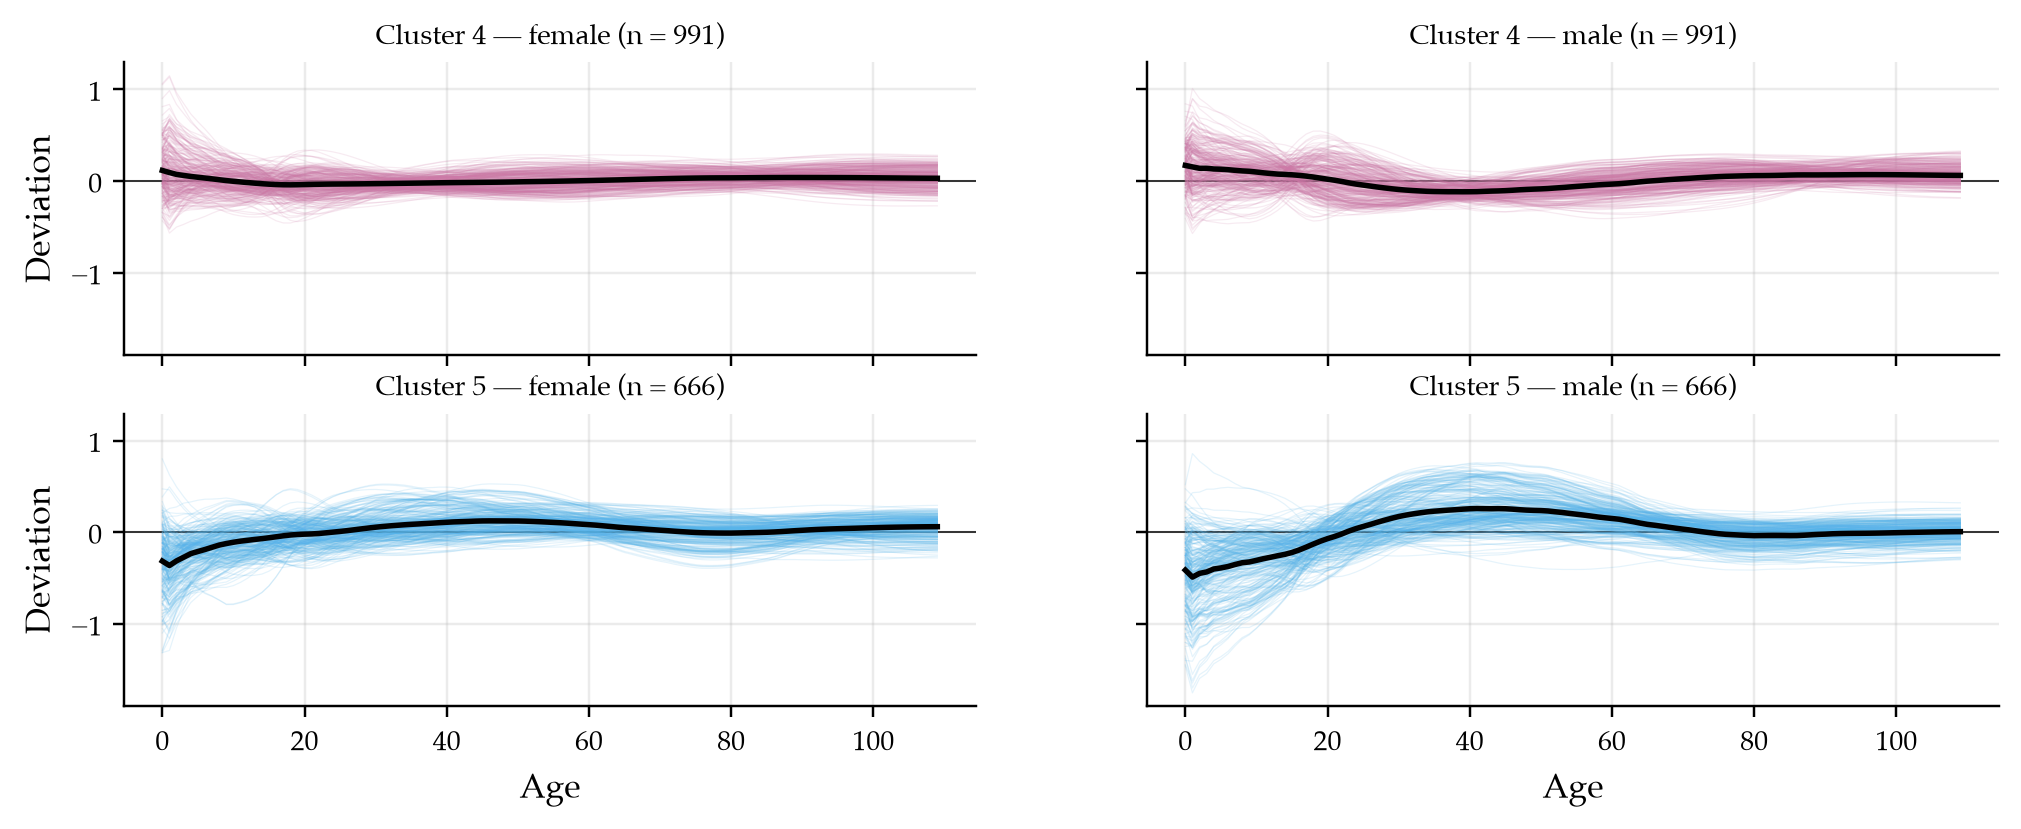 Cluster 4 — female (n = 991)
Cluster 4 — male (n = 991)
1
0
−1
Deviation
Cluster 5 — female (n = 666)
Cluster 5 — male (n = 666)
1
0
−1
Deviation
0 20 40 60 80 100
0 20 40 60 80 100
Age
Age